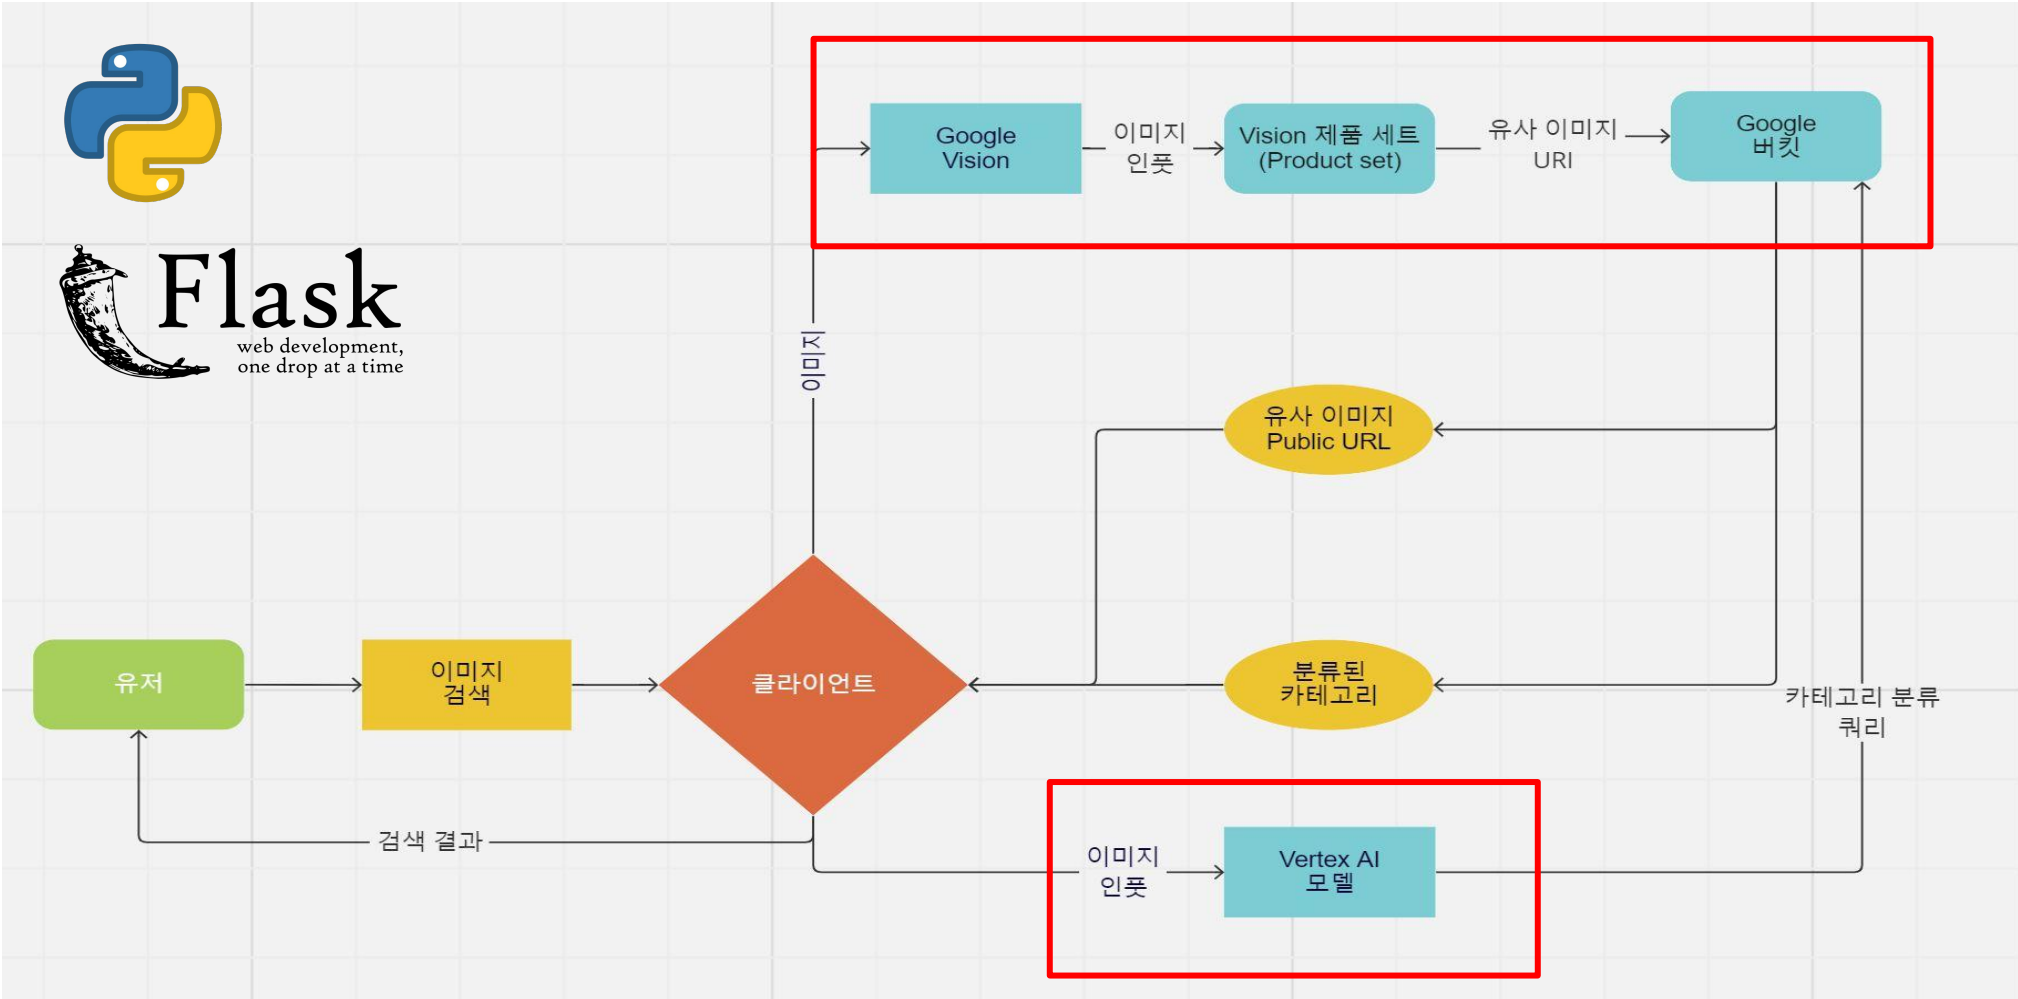 Google
Vision
이미지
인풋
Vision 제품 세트
(Product set)
유사 이미지
URI
Google
버킷
Flask
web development,
one drop at a time
이미지
유사 이미지
Public URL
유저
이미지
검색
클라이언트
분류된
카테고리
카테고리 분류
쿼리
검색 결과
이미지
인풋
Vertex AI
모델